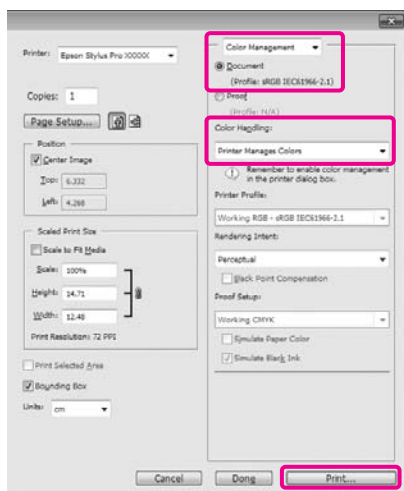 Printer: Epson Stylus Pro XXXXX
Copies: 1
Page Setup...
Position
Center Image
Top: 6.332
Left: 4.268
Scaled Print Size
Scale to Fit Media
Scale: 100%
Height: 14.71
Width: 12.48
Print Resolution: 72 PPI
Print Selected Area
Bounding Box
Units: cm
Color Management
Document
(Profile: sRGB IEC61966-2.1)
Proof
(Profile: N/A)
Color Handling:
Printer Manages Colors
Remember to enable color management
in the printer dialog box.
Printer Profile:
Working RGB - sRGB IEC61966-2.1
Rendering Intent:
Perceptual
Black Point Compensation
Proof Setup:
Working CMYK
Simulate Paper Color
Simulate Black Ink
Cancel
Done
Print...